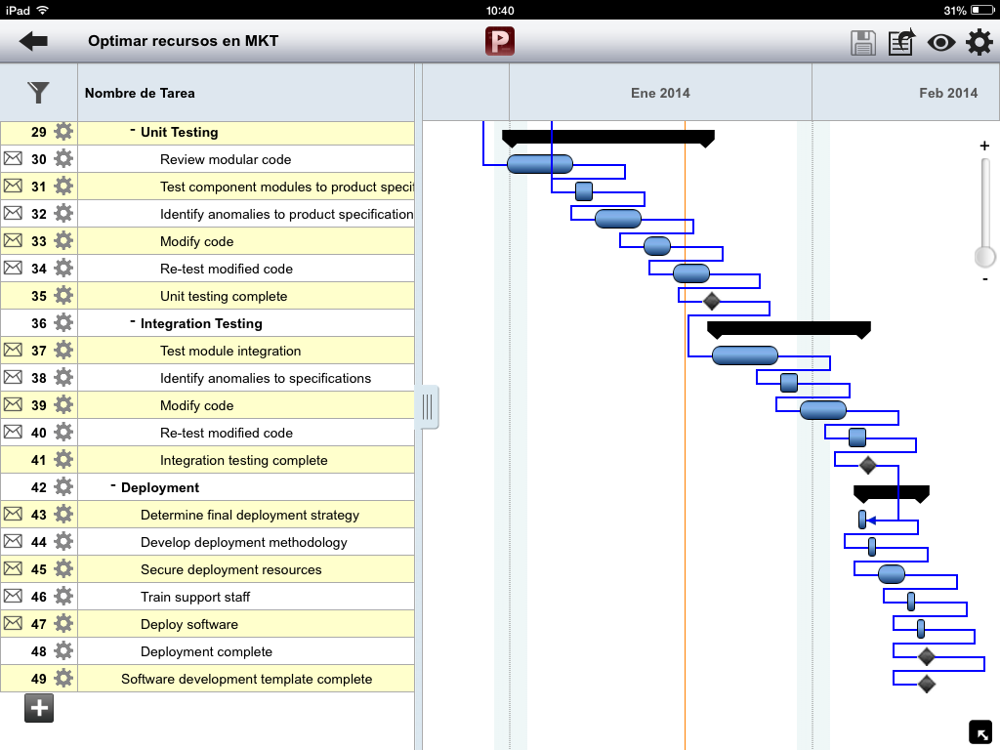 iPad 10:40 31%
Optimar recursos en MKT
P
Nombre de Tarea Ene 2014 Feb 2014
29 - Unit Testing
30 Review modular code
31 Test component modules to product specif
32 Identify anomalies to product specification
33 Modify code
34 Re-test modified code
35 Unit testing complete
36 - Integration Testing
37 Test module integration
38 Identify anomalies to specifications
39 Modify code
40 Re-test modified code
41 Integration testing complete
42 - Deployment
43 Determine final deployment strategy
44 Develop deployment methodology
45 Secure deployment resources
46 Train support staff
47 Deploy software
48 Deployment complete
49 Software development template complete
+
+
-